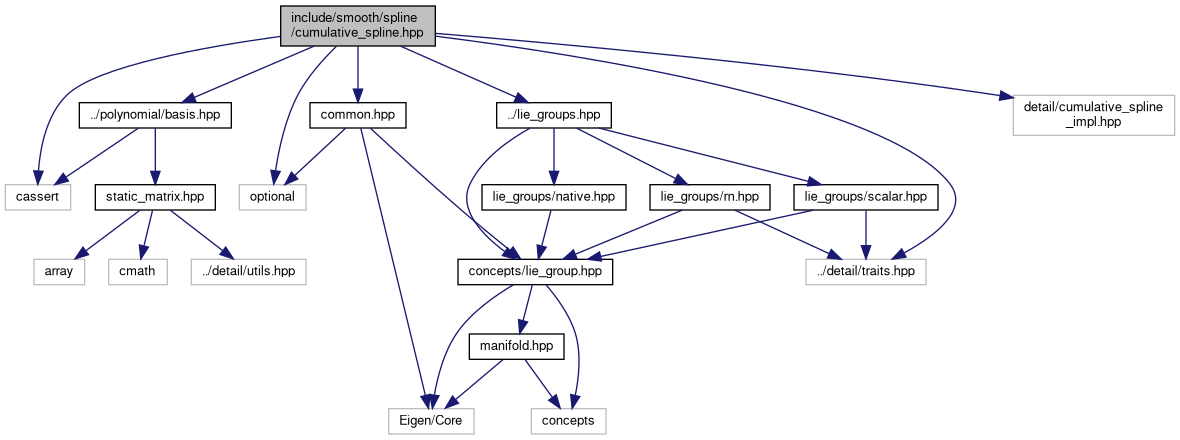 include/smooth/spline
/cumulative_spline.hpp
../polynomial/basis.hpp
common.hpp
../lie_groups.hpp
detail/cumulative_spline
_impl.hpp
cassert
static_matrix.hpp
optional
lie_groups/native.hpp
lie_groups/rn.hpp
lie_groups/scalar.hpp
array
cmath
../detail/utils.hpp
concepts/lie_group.hpp
../detail/traits.hpp
manifold.hpp
Eigen/Core
concepts